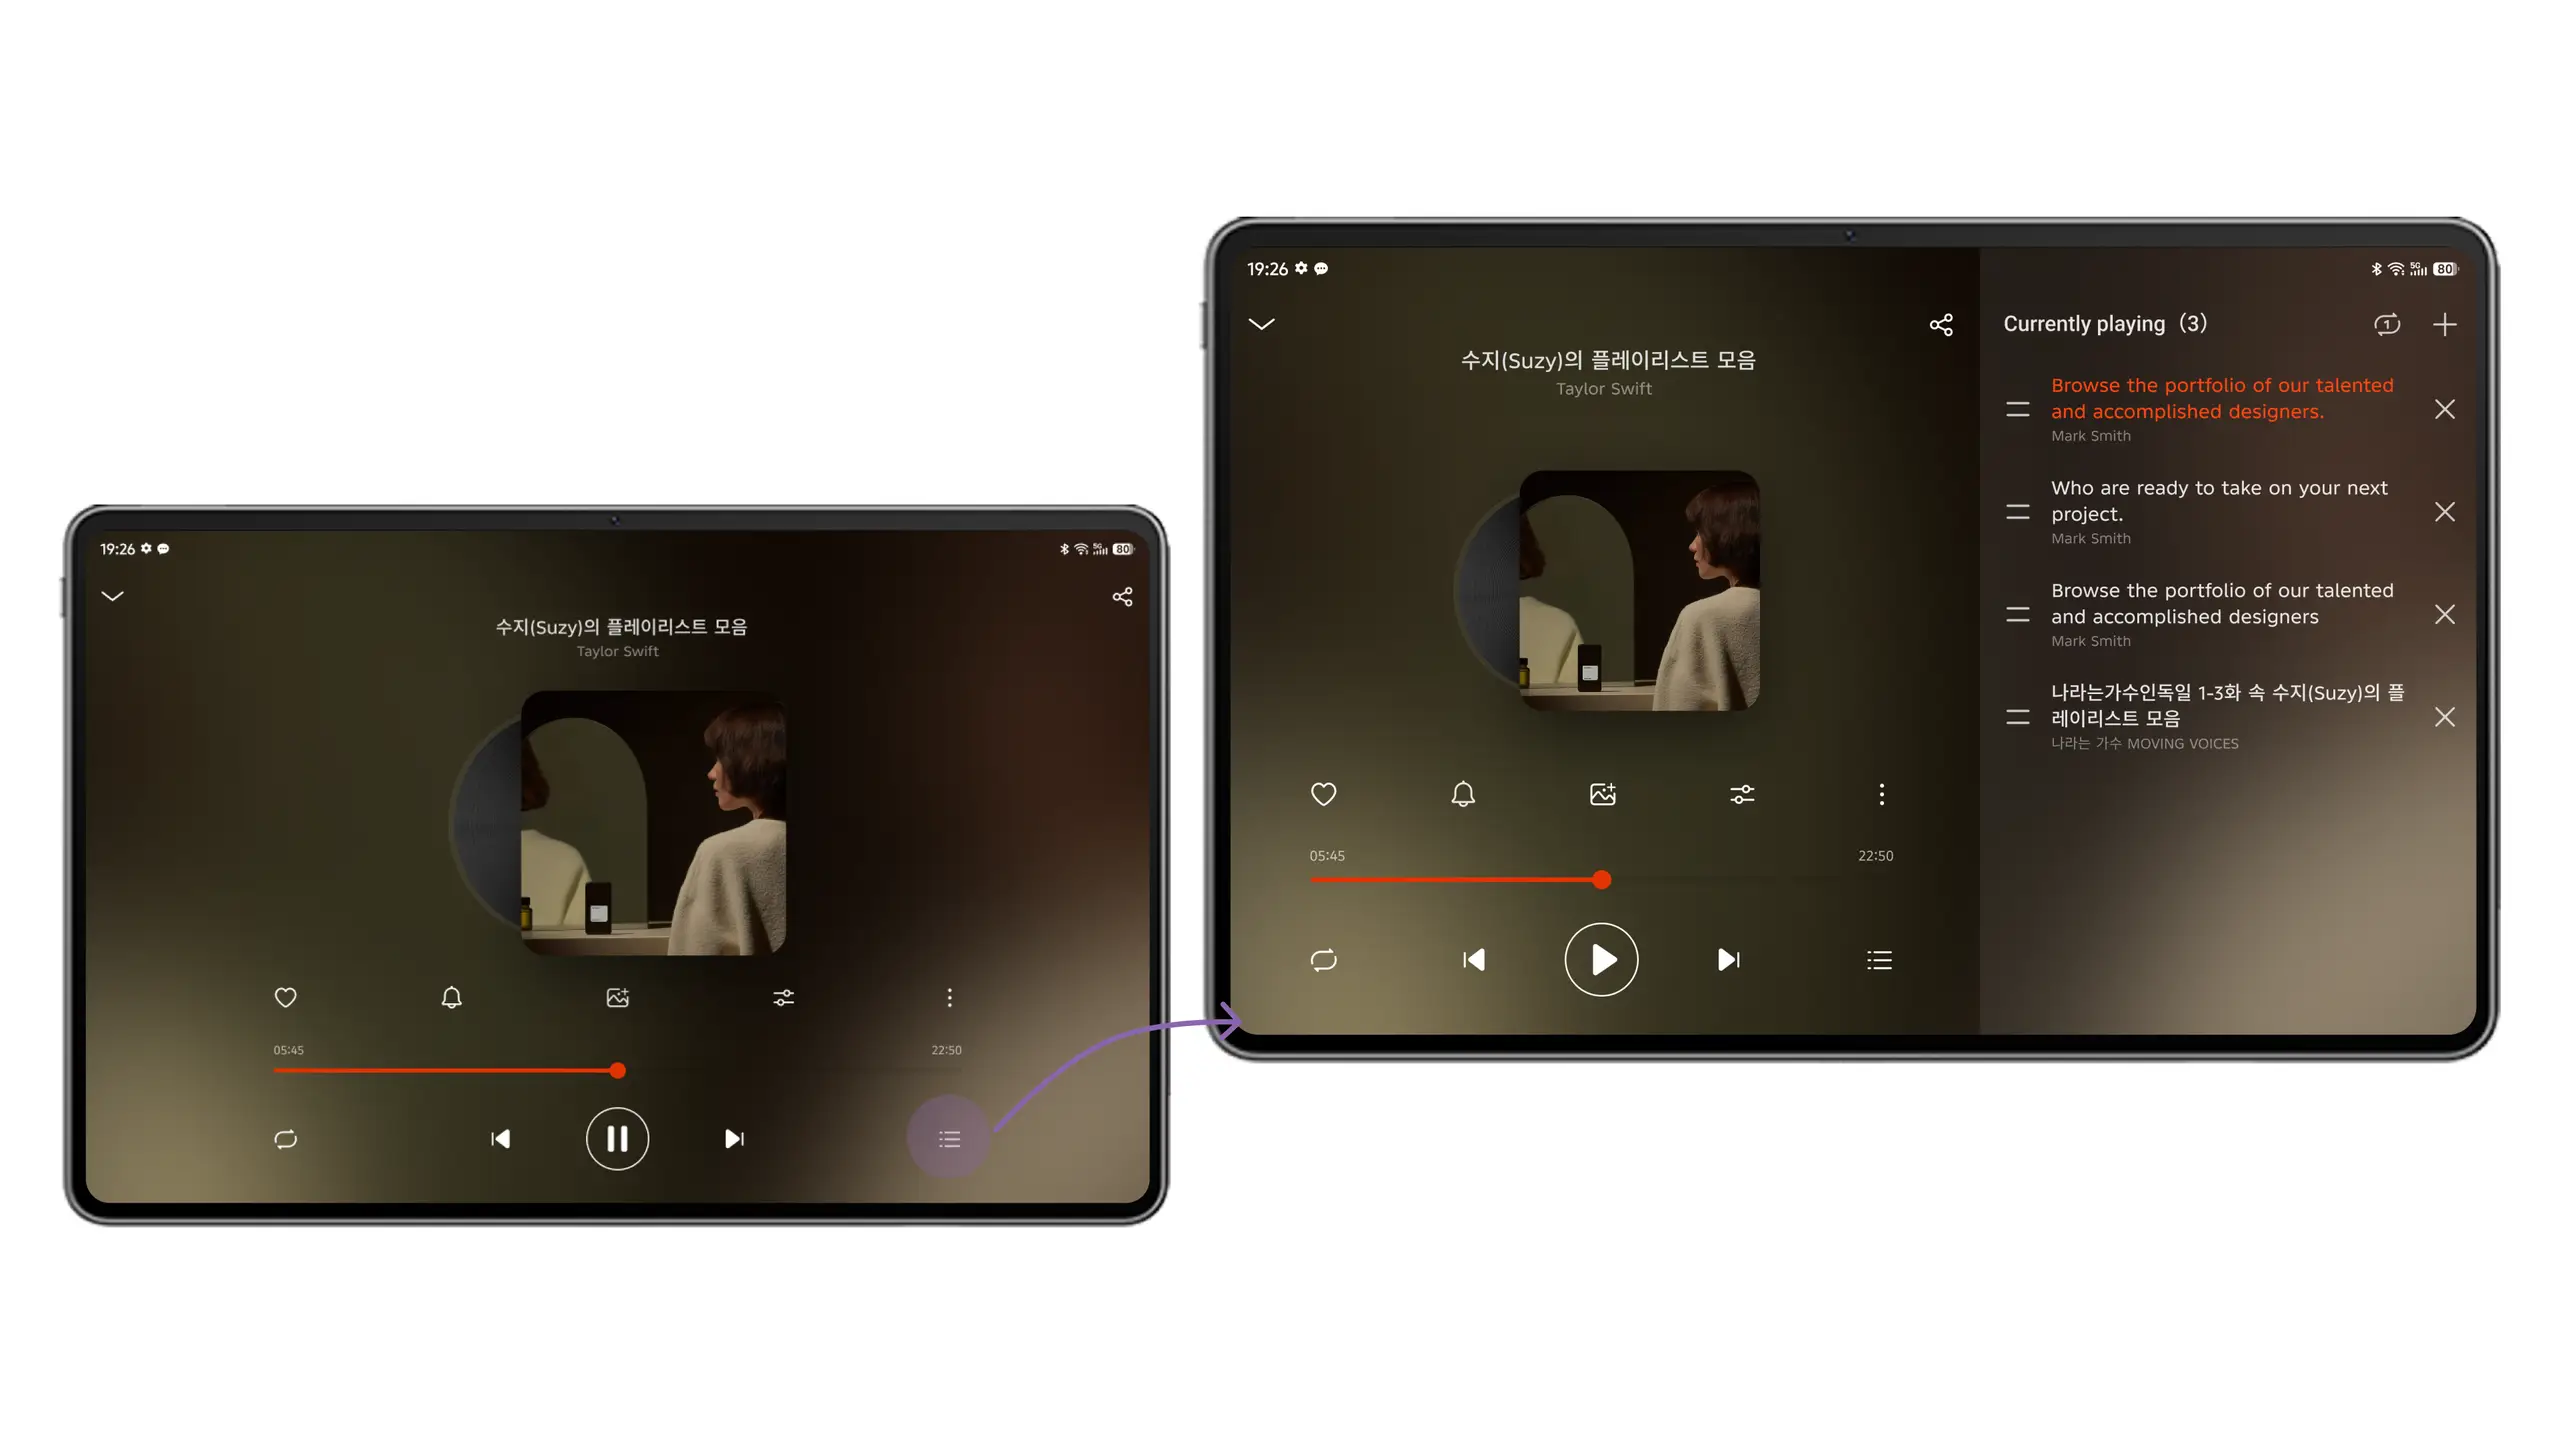 19:26
5G 80
수지(Suzy)의 플레이리스트 모음
Taylor Swift
05:45
22:50
19:26
5G 80
수지(Suzy)의 플레이리스트 모음
Taylor Swift
05:45
22:50
Currently playing (3)
1
Browse the portfolio of our talented
and accomplished designers.
Mark Smith
Who are ready to take on your next
project.
Mark Smith
Browse the portfolio of our talented
and accomplished designers
Mark Smith
나라는가수인독일 1-3화 속 수지(Suzy)의 플
레이리스트 모음
나라는 가수 MOVING VOICES